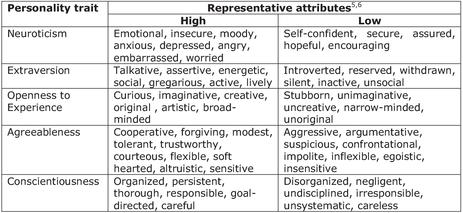 Personality trait Representative attributes5,6
High Low
Neuroticism Emotional, insecure, moody, Self-confident, secure, assured,
anxious, depressed, angry, hopeful, encouraging
embarrassed, worried
Extraversion Talkative, assertive, energetic, Introverted, reserved, withdrawn,
social, gregarious, active, lively silent, inactive, unsocial
Openness to Curious, imaginative, creative, Stubborn, unimaginative,
Experience original , artistic, broad- uncreative, narrow-minded,
minded unoriginal
Agreeableness Cooperative, forgiving, modest, Aggressive, argumentative,
tolerant, trustworthy, suspicious, confrontational,
courteous, flexible, soft impolite, inflexible, egoistic,
hearted, altruistic, sensitive insensitive
Conscientiousness Organized, persistent, Disorganized, negligent,
thorough, responsible, goal- undisciplined, irresponsible,
directed, careful unsystematic, careless